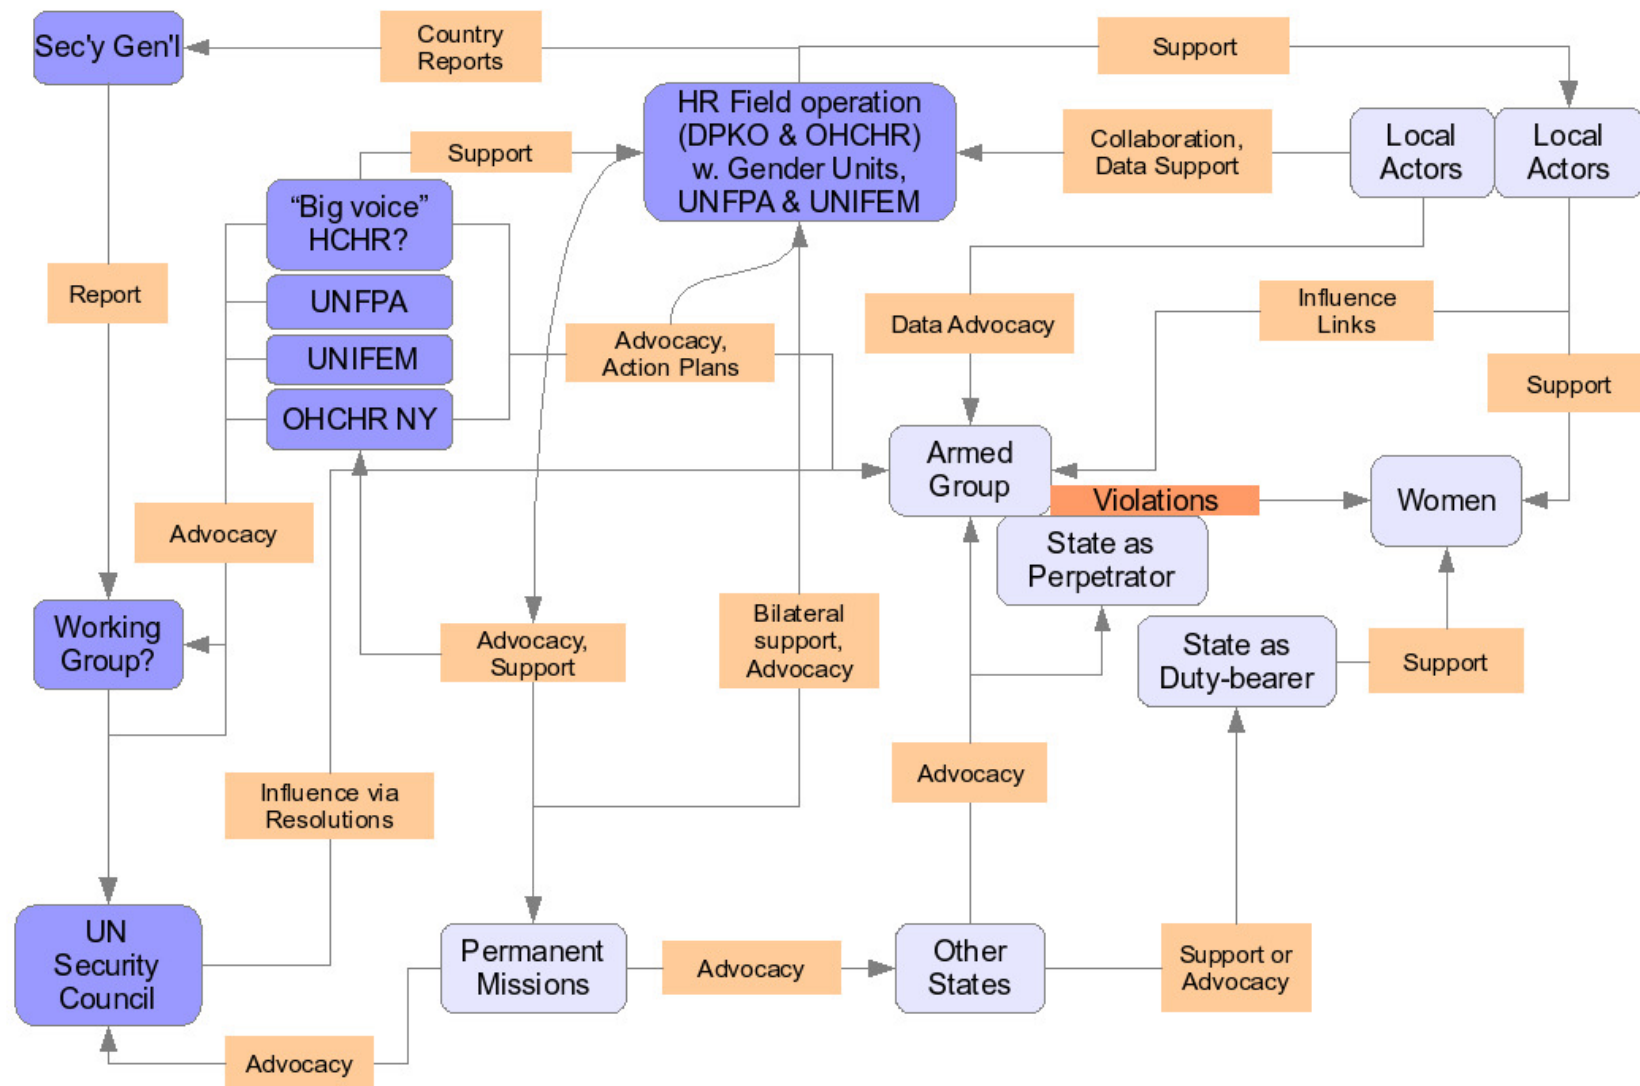 Sec'y Gen'l
Country
Reports
Support
HR Field operation
(DPKO & OHCHR)
w. Gender Units,
UNFPA & UNIFEM
Collaboration,
Data Support
Local
Actors
Local
Actors
Support
“Big voice”
HCHR?
UNFPA
UNIFEM
OHCHR NY
Report
Advocacy,
Action Plans
Data Advocacy
Influence
Links
Support
Armed
Group
Violations
Women
Advocacy
State as
Perpetrator
Working
Group?
Advocacy,
Support
Bilateral
support,
Advocacy
State as
Duty-bearer
Support
Influence via
Resolutions
Advocacy
UN
Security
Council
Permanent
Missions
Advocacy
Other
States
Support or
Advocacy
Advocacy